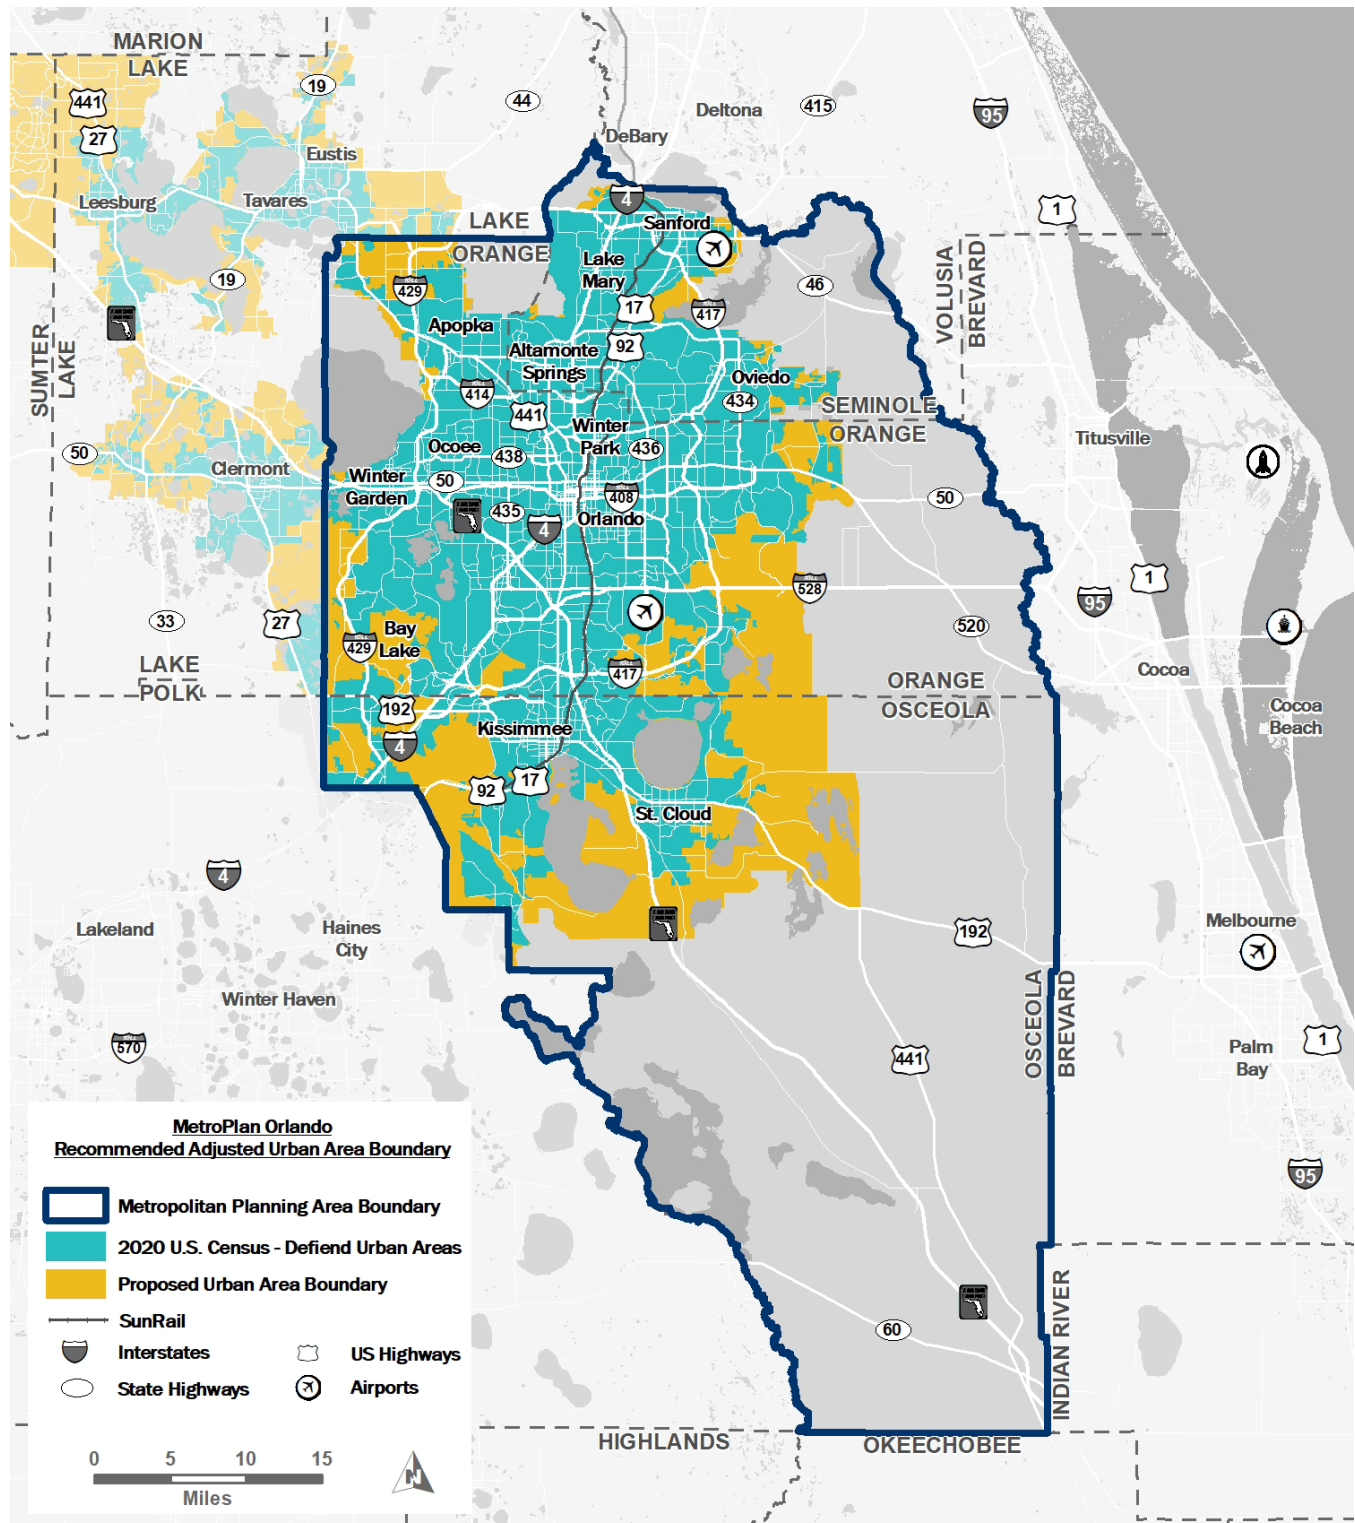 MARION
LAKE
19
441
44
415
Deltona
95
27
DeBary
Eustis
Leesburg
Tavares
4
1
LAKE
Sanford
ORANGE
VOLUSIA
BREVARD
Lake
Mary
19
46
429
17
417
Apopka
SUMTER
LAKE
92
Altamonte
Springs
Oviedo
414
434
441
SEMINOLE
ORANGE
Winter
Park
Titusville
Ocoee
438
436
50
Clermont
Winter
Garden
50
408
50
435
Orlando
4
528
1
95
33
27
Bay
Lake
520
429
LAKE
POLK
417
Cocoa
ORANGE
OSCEOLA
192
Cocoa
Beach
Kissimmee
4
92
17
St. Cloud
4
Lakeland
Haines
City
192
Melbourne
Winter Haven
OSCEOLA
BREVARD
570
441
1
Palm
Bay
MetroPlan Orlando
Recommended Adjusted Urban Area Boundary
Metropolitan Planning Area Boundary
2020 U.S. Census - Defiend Urban Areas
Proposed Urban Area Boundary
SunRail
Interstates
US Highways
State Highways
Airports
95
60
INDIAN RIVER
HIGHLANDS
OKEECHOBEE
0 5 10 15
Miles
N